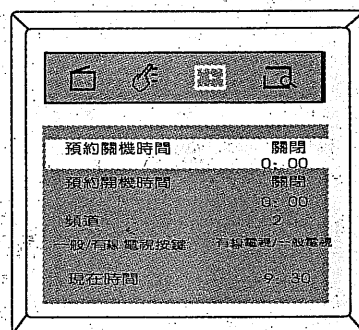 預約關機時間 關閉
0:00
預約開機時間 關閉
0:00
頻道 2
一般/有線電視按鍵 有線電視/一般電視
現在時間 9:30